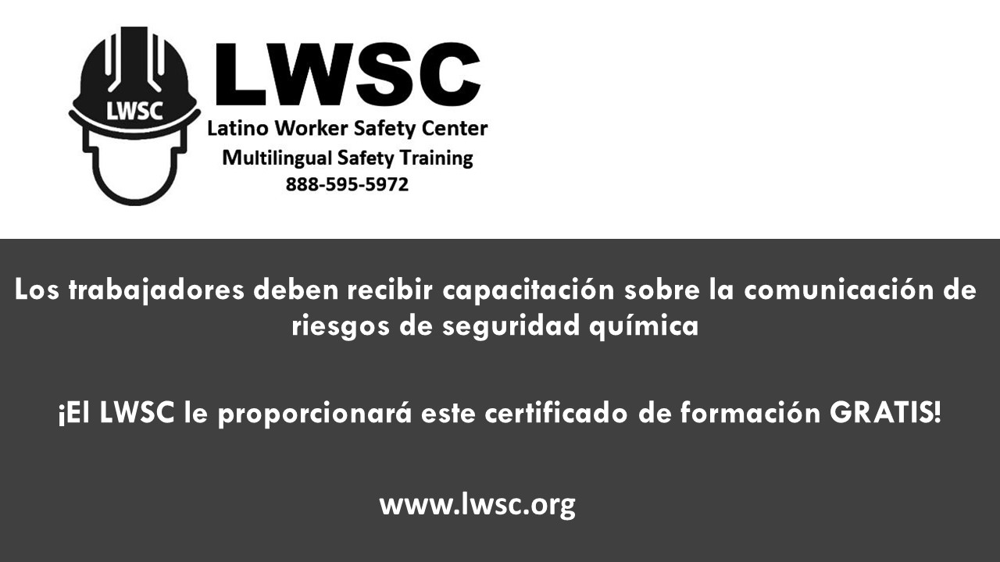 LWSC
LWSC
Latino Worker Safety Center
Multilingual Safety Training
888-595-5972
Los trabajadores deben recibir capacitación sobre la comunicación de
riesgos de seguridad química
¡El LWSC le proporcionará este certificado de formación GRATIS!
www.lwsc.org